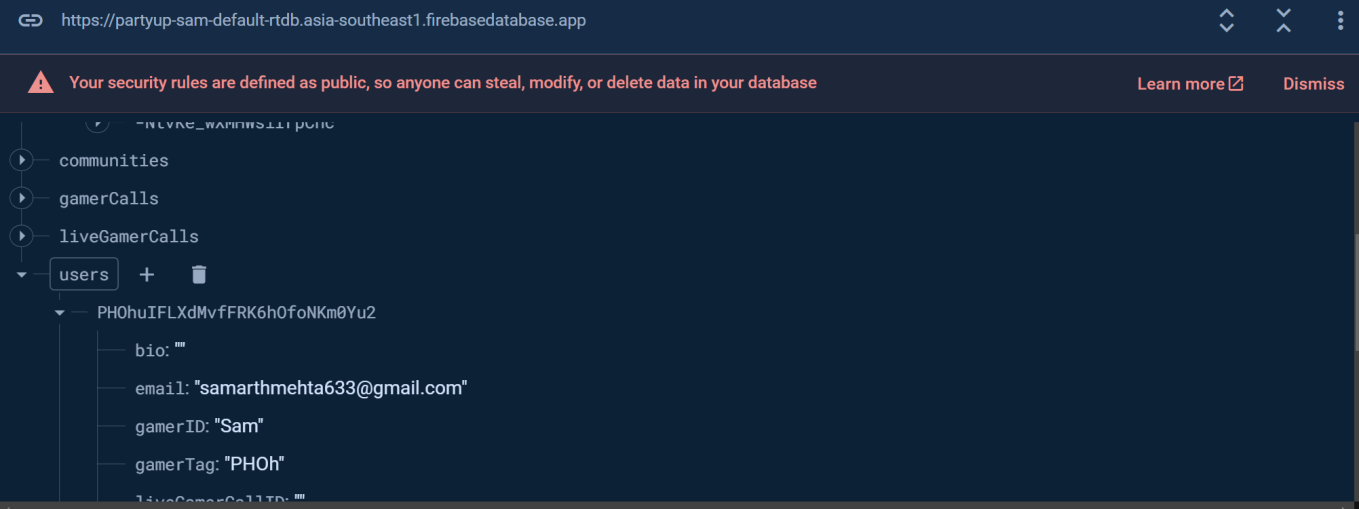 https://partyup-sam-default-rtdb.asia-southeast1.firebasedatabase.app
Your security rules are defined as public, so anyone can steal, modify, or delete data in your database Learn more Dismiss
communities
gamerCalls
liveGamerCalls
users
PHOhuIFLXdMvfFRK6hOfoNKm0Yu2
bio: ""
email: "samarthmehta633@gmail.com"
gamerID: "Sam"
gamerTag: "PHOh"
liveGamerCallID: ""